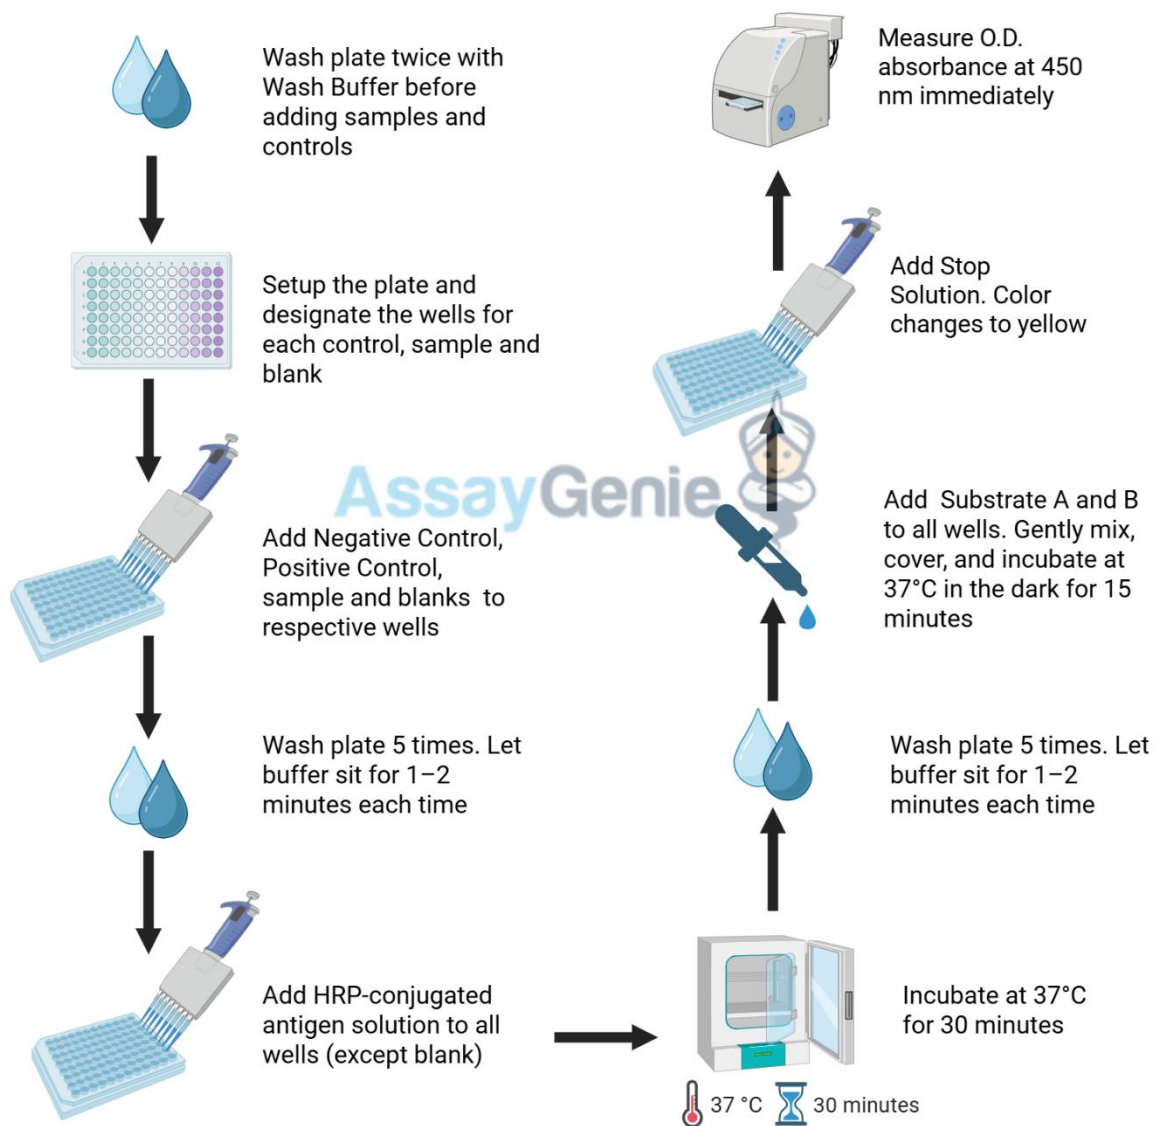 Wash plate twice with
Wash Buffer before
adding samples and
controls
Setup the plate and
designate the wells for
each control, sample and
blank
Add Negative Control,
Positive Control,
sample and blanks to
respective wells
Wash plate 5 times. Let
buffer sit for 1–2
minutes each time
Add HRP-conjugated
antigen solution to all
wells (except blank)
Incubate at 37°C
for 30 minutes
37 °C
30 minutes
Wash plate 5 times. Let
buffer sit for 1–2
minutes each time
Add Substrate A and B
to all wells. Gently mix,
cover, and incubate at
37°C in the dark for 15
minutes
Add Stop
Solution. Color
changes to yellow
Measure O.D.
absorbance at 450
nm immediately
AssayGenie